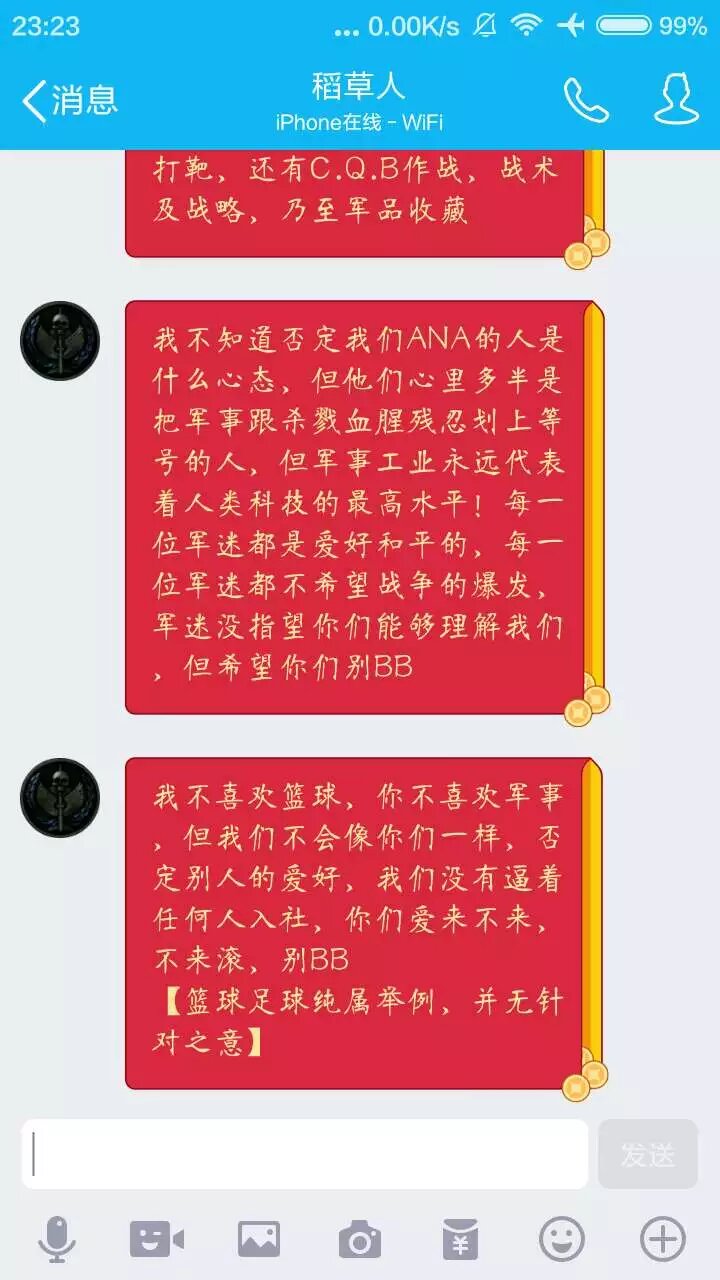 23:23
... 0.00K/s
99%
消息
稻草人
iPhone在线 - WiFi
打靶，还有C.Q.B作战，战术
及战略，乃至军品收藏
我不知道否定我们ANA的人是
什么心态，但他们心里多半是
把军事跟杀戮血腥残忍划上等
号的人，但军事工业永远代表
着人类科技的最高水平！每一
位军迷都是爱好和平的，每一
位军迷都不希望战争的爆发，
军迷没指望你们能够理解我们
，但希望你们别BB
我不喜欢篮球，你不喜欢军事
，但我们不会像你们一样，否
定别人的爱好，我们没有逼着
任何人入社，你们爱来不来，
不来滚，别BB
【篮球足球纯属举例，并无针
对之意】
发送